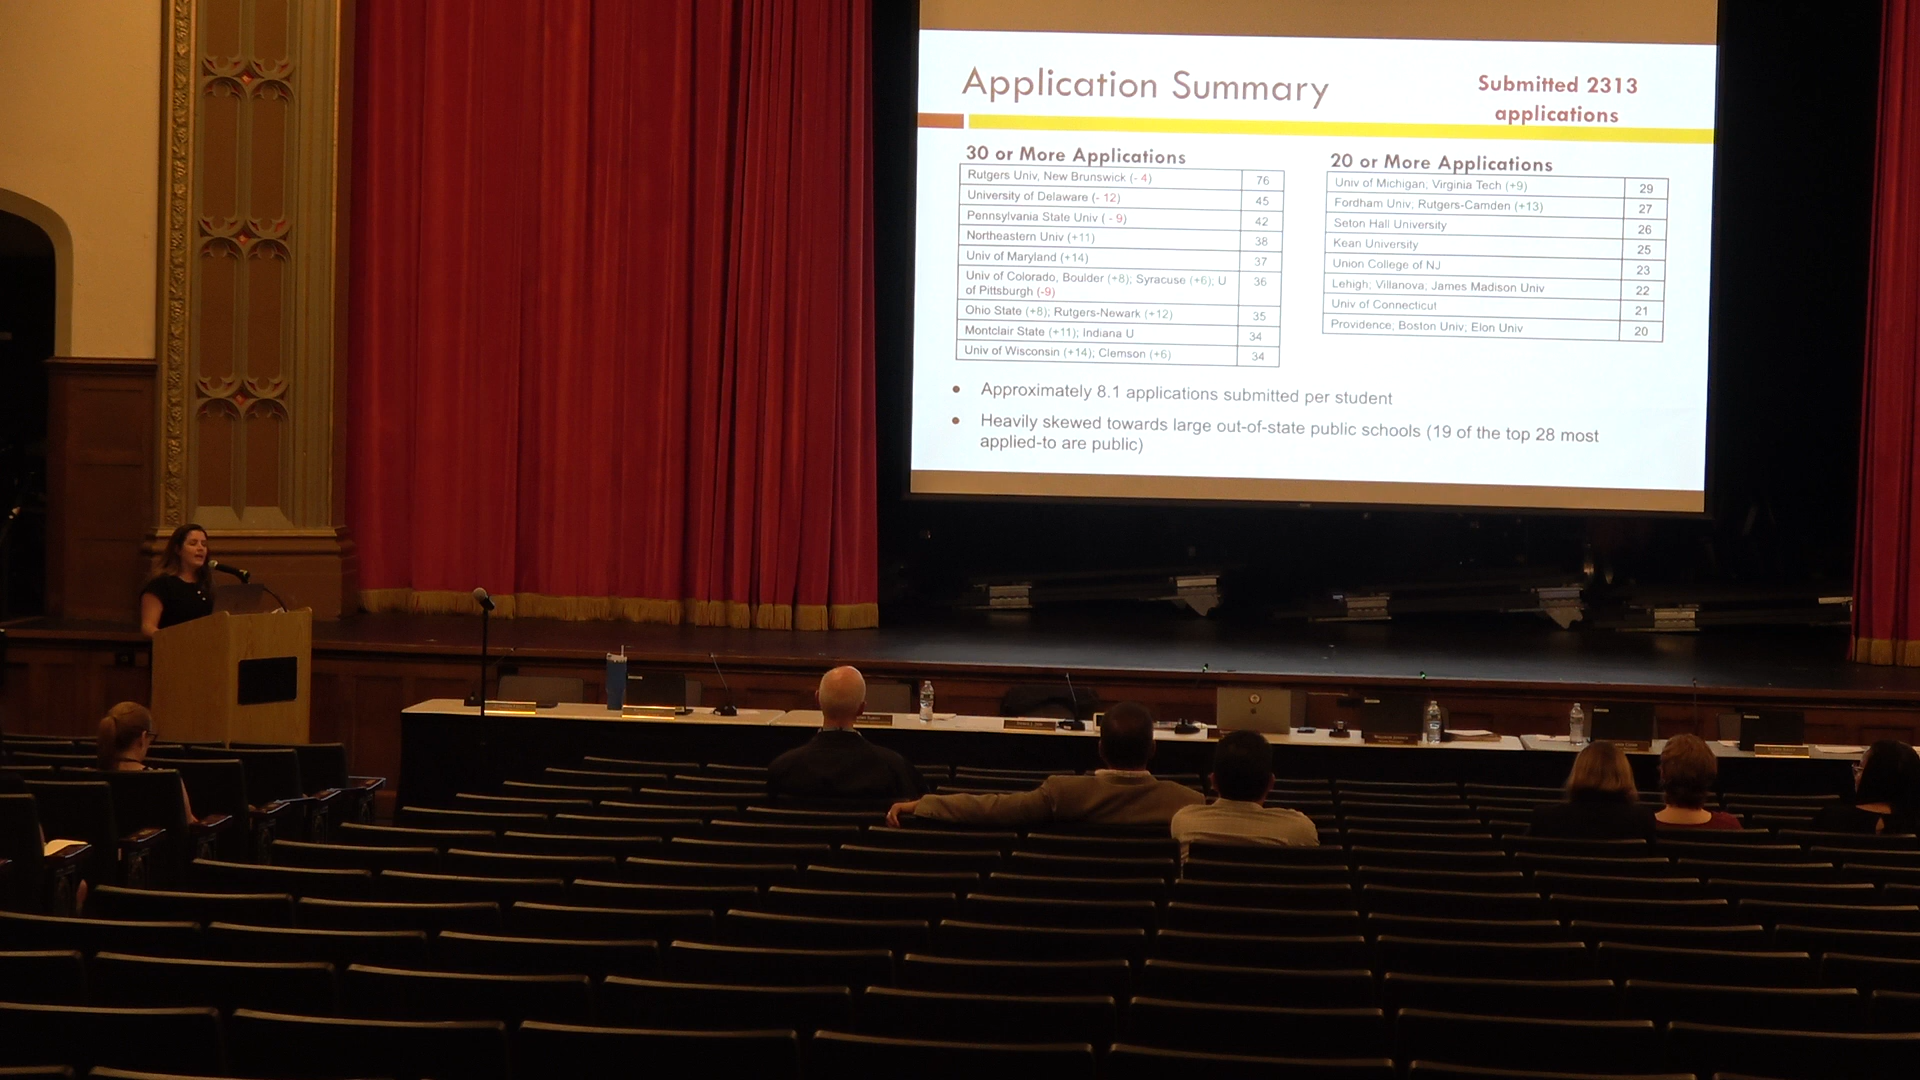 Application Summary
Submitted 2313
applications
30 or More Applications
Rutgers Univ, New Brunswick (- 4) 76
University of Delaware (- 12) 45
Pennsylvania State Univ ( - 9) 42
Northeastern Univ (+11) 38
Univ of Maryland (+14) 37
Univ of Colorado, Boulder (+8); Syracuse (+6); U
of Pittsburgh (-9) 36
Ohio State (+8); Rutgers-Newark (+12) 35
Montclair State (+11); Indiana U 34
Univ of Wisconsin (+14); Clemson (+6) 34
20 or More Applications
Univ of Michigan, Virginia Tech (+9) 29
Fordham Univ, Rutgers-Camden (+13) 27
Seton Hall University 26
Kean University 25
Union College of NJ 23
Lehigh; Villanova, James Madison Univ 22
Univ of Connecticut 21
Providence; Boston Univ; Elon Univ 20
• Approximately 8.1 applications submitted per student
• Heavily skewed towards large out-of-state public schools (19 of the top 28 most
applied-to are public)